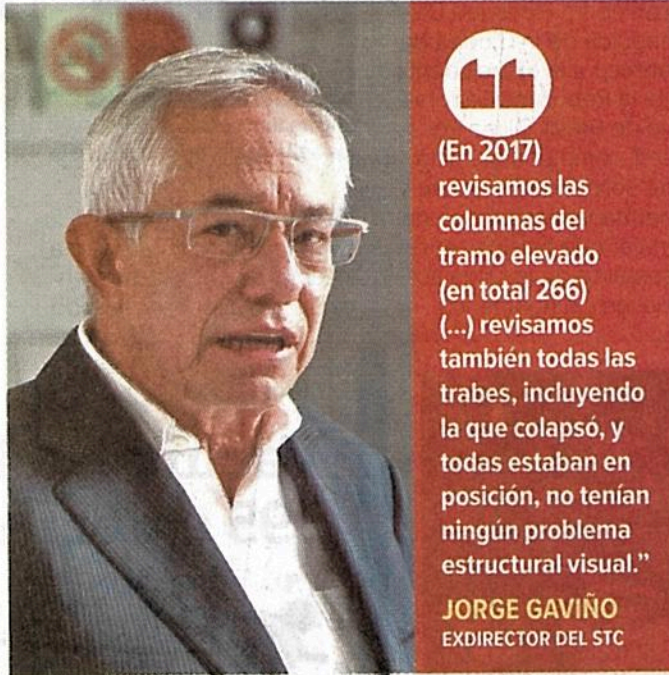 (En 2017)
revisamos las
columnas del
tramo elevado
(en total 266)
(...) revisamos
también todas las
trabes, incluyendo
la que colapsó, y
todas estaban en
posición, no tenían
ningún problema
estructural visual.”
JORGE GAVIÑO
EXDIRECTOR DEL STC